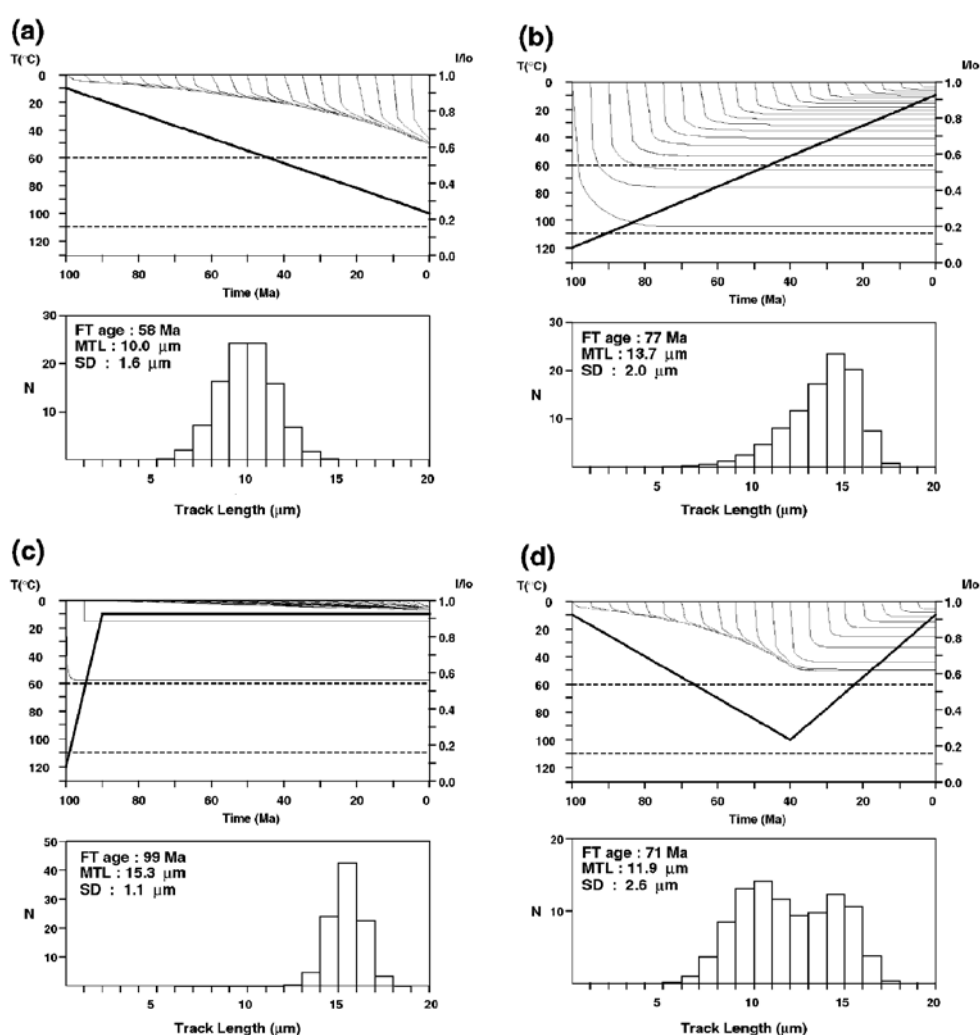 (a)
T(°C)
l/lo
0
20
40
60
80
100
120
1.0
0.8
0.6
0.4
0.2
0.0
100
80
60
40
20
0
Time (Ma)
30
20
10
N
FT age : 58 Ma
MTL : 10.0 μm
SD : 1.6 μm
5
10
15
20
Track Length (μm)
(b)
T(°C)
l/lo
0
20
40
60
80
100
120
1.0
0.8
0.6
0.4
0.2
0.0
100
80
60
40
20
0
Time (Ma)
30
20
10
N
FT age : 77 Ma
MTL : 13.7 μm
SD : 2.0 μm
5
10
15
20
Track Length (μm)
(c)
T(°C)
l/lo
0
20
40
60
80
100
120
1.0
0.8
0.6
0.4
0.2
0.0
100
80
60
40
20
0
Time (Ma)
50
40
30
20
10
N
FT age : 99 Ma
MTL : 15.3 μm
SD : 1.1 μm
5
10
15
20
Track Length (μm)
(d)
T(°C)
l/lo
0
20
40
60
80
100
120
1.0
0.8
0.6
0.4
0.2
0.0
100
80
60
40
20
0
Time (Ma)
20
10
N
FT age : 71 Ma
MTL : 11.9 μm
SD : 2.6 μm
5
10
15
20
Track Length (μm)